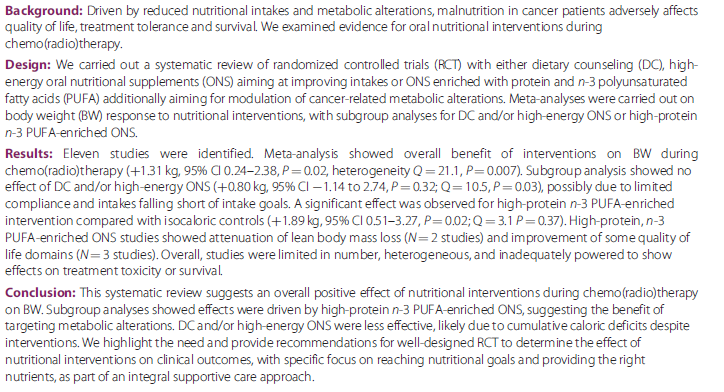 Background: Driven by reduced nutritional intakes and metabolic alterations, malnutrition in cancer patients adversely affects
quality of life, treatment tolerance and survival. We examined evidence for oral nutritional interventions during
chemo(radio)therapy.
Design: We carried out a systematic review of randomized controlled trials (RCT) with either dietary counseling (DC), high-
energy oral nutritional supplements (ONS) aiming at improving intakes or ONS enriched with protein and n-3 polyunsaturated
fatty acids (PUFA) additionally aiming for modulation of cancer-related metabolic alterations. Meta-analyses were carried out on
body weight (BW) response to nutritional interventions, with subgroup analyses for DC and/or high-energy ONS or high-protein
n-3 PUFA-enriched ONS.
Results: Eleven studies were identified. Meta-analysis showed overall benefit of interventions on BW during
chemo(radio)therapy (+1.31 kg, 95% CI 0.24–2.38, P = 0.02, heterogeneity Q = 21.1, P = 0.007). Subgroup analysis showed no
effect of DC and/or high-energy ONS (+0.80 kg, 95% CI −1.14 to 2.74, P = 0.32; Q = 10.5, P = 0.03), possibly due to limited
compliance and intakes falling short of intake goals. A significant effect was observed for high-protein n-3 PUFA-enriched
intervention compared with isocaloric controls (+1.89 kg, 95% CI 0.51–3.27, P = 0.02; Q = 3.1 P = 0.37). High-protein, n-3
PUFA-enriched ONS studies showed attenuation of lean body mass loss (N = 2 studies) and improvement of some quality of
life domains (N = 3 studies). Overall, studies were limited in number, heterogeneous, and inadequately powered to show
effects on treatment toxicity or survival.
Conclusion: This systematic review suggests an overall positive effect of nutritional interventions during chemo(radio)therapy
on BW. Subgroup analyses showed effects were driven by high-protein n-3 PUFA-enriched ONS, suggesting the benefit of
targeting metabolic alterations. DC and/or high-energy ONS were less effective, likely due to cumulative caloric deficits despite
interventions. We highlight the need and provide recommendations for well-designed RCT to determine the effect of
nutritional interventions on clinical outcomes, with specific focus on reaching nutritional goals and providing the right
nutrients, as part of an integral supportive care approach.